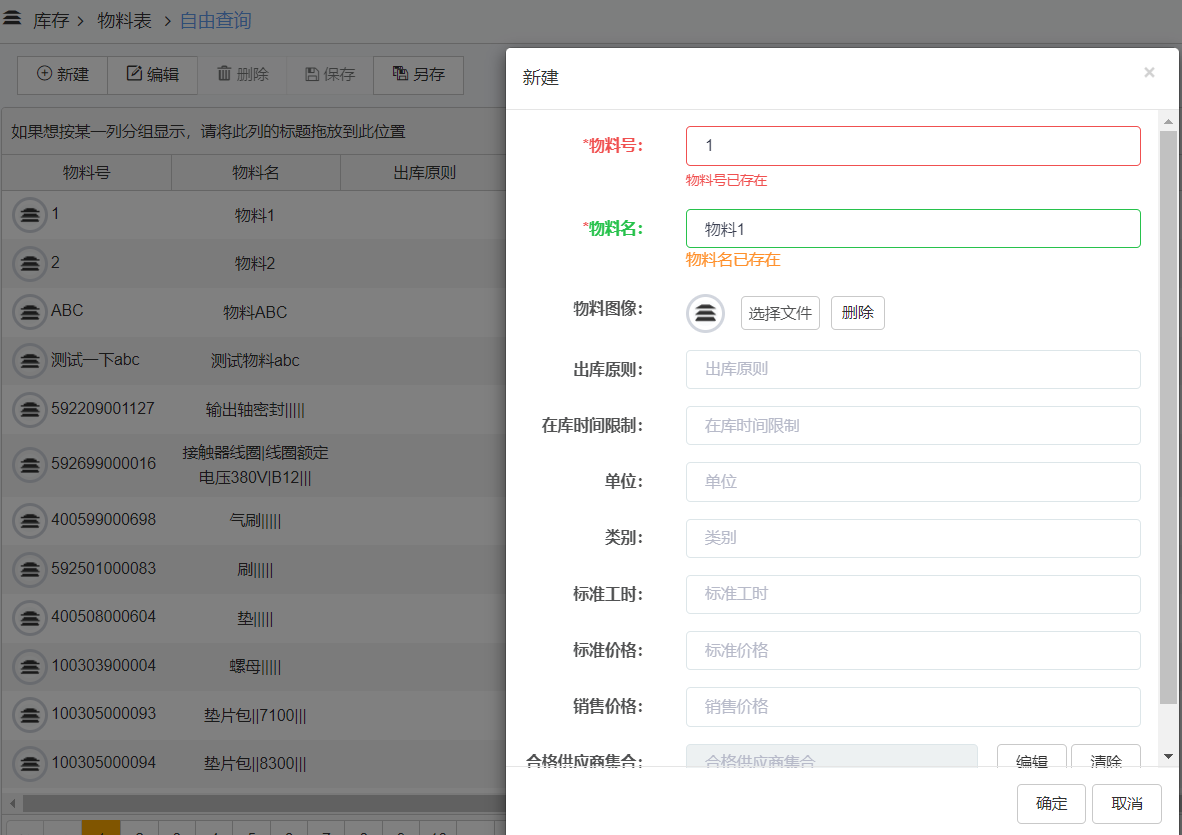 库存 > 物料表 > 自由查询
新建 编辑 删除 保存 另存
如果想按某一列分组显示，请将此列的标题拖放到此位置
物料号 物料名 出库原则
1 物料1
2 物料2
ABC 物料ABC
测试一下abc 测试物料abc
592209001127 输出轴密封|||||
592699000016 接触器线圈|线圈额定
电压380V|B12|||
400599000698 气刷|||||
592501000083 刷|||||
400508000604 垫|||||
100303900004 螺母|||||
100305000093 垫片包||7100|||
100305000094 垫片包||8300|||
新建 ×
*物料号： 1
物料号已存在
*物料名： 物料1
物料名已存在
物料图像： 选择文件 删除
出库原则： 出库原则
在库时间限制： 在库时间限制
单位： 单位
类别： 类别
标准工时： 标准工时
标准价格： 标准价格
销售价格： 销售价格
合格供应商集合： 合格供应商集合 编辑 清除
确定 取消